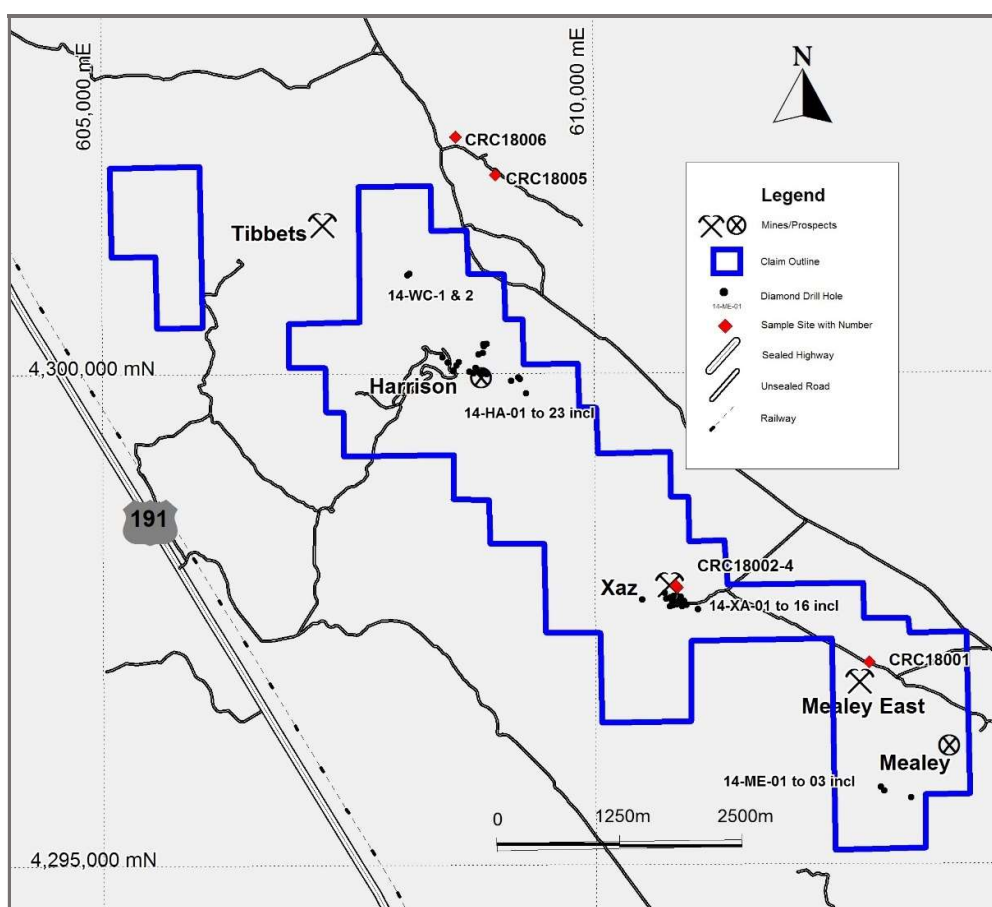 605,000 mE
610,000 mE
N
CRC18006
CRC18005
Legend
Mines/Prospects
Claim Outline
Diamond Drill Hole
14-ME-01
Sample Site with Number
Sealed Highway
Unsealed Road
Railway
Tibbets
14-WC-1 & 2
4,300,000 mN
Harrison
14-HA-01 to 23 incl
191
CRC18002-4
Xaz
14-XA-01 to 16 incl
CRC18001
Mealey East
Mealey
14-ME-01 to 03 incl
0 1250m 2500m
4,295,000 mN